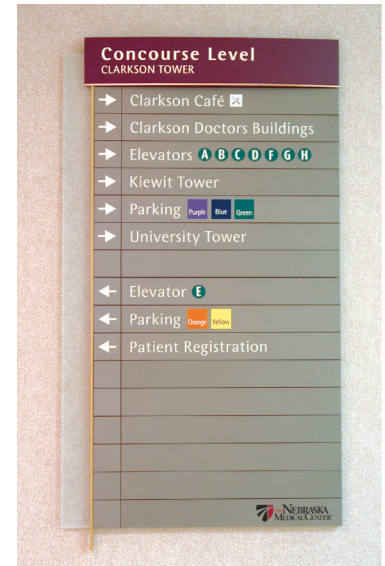 Concourse Level
CLARKSON TOWER
Clarkson Café
Clarkson Doctors Buildings
Elevators A B C D F G H
Kiewit Tower
Parking Purple Blue Green
University Tower
Elevator E
Parking Orange Yellow
Patient Registration
THE NEBRASKA
MEDICAL CENTER